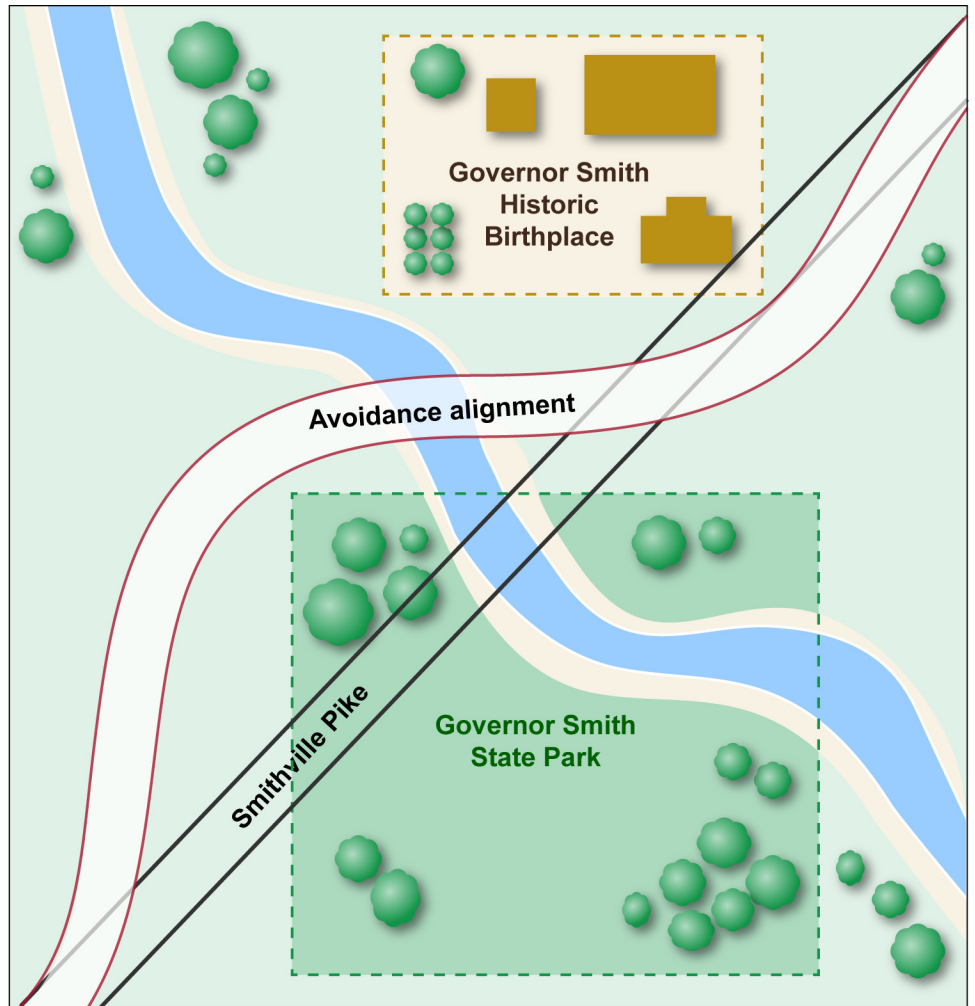 Governor Smith
Historic
Birthplace
Avoidance alignment
Smithville Pike
Governor Smith
State Park